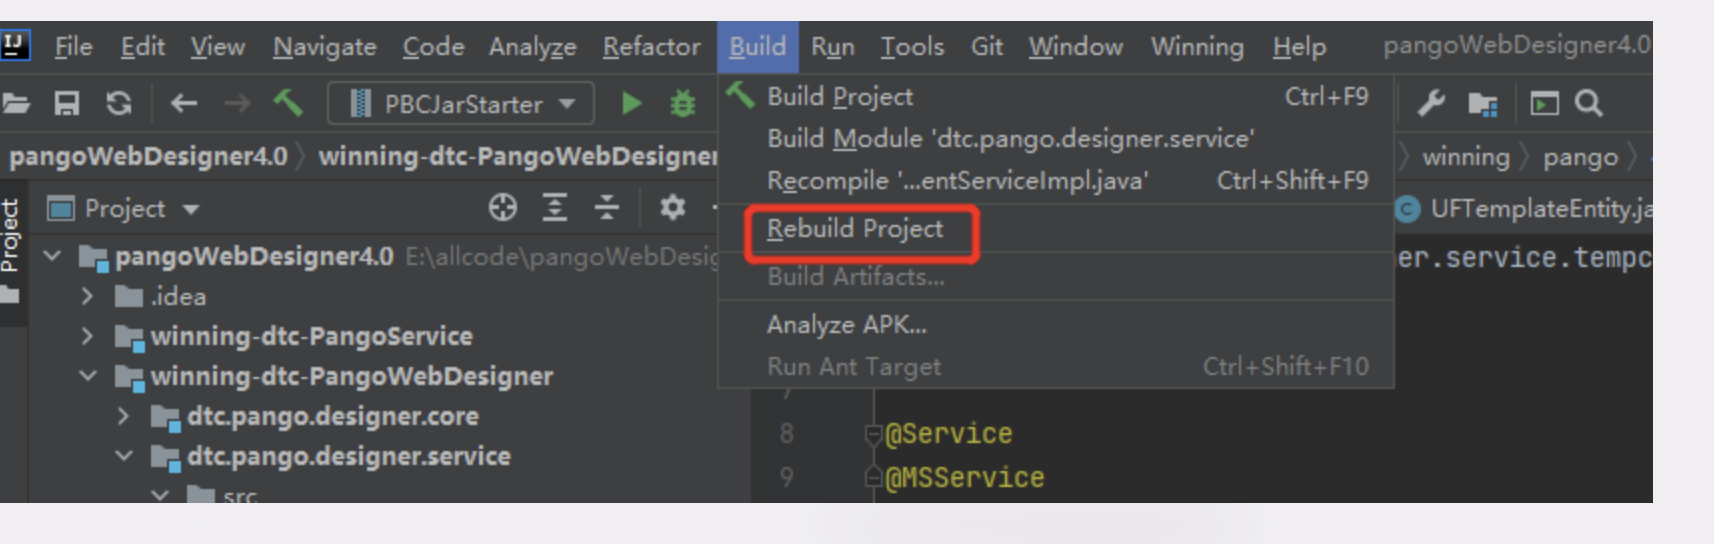 IJ File Edit View Navigate Code Analyze Refactor Build Run Tools Git Window Winning Help pangoWebDesigner4.0
PBCJarStarter
Build Project Ctrl+F9
Build Module 'dtc.pango.designer.service'
Recompile '...entServiceImpl.java' Ctrl+Shift+F9
Rebuild Project
Build Artifacts...
Analyze APK...
Run Ant Target Ctrl+Shift+F10
pangoWebDesigner4.0 winning-dtc-PangoWebDesigner
winning pango
Project
Project
UFTemplateEntity.ja
pangoWebDesigner4.0 E:\allcode\pangoWebDesig
er.service.tempc
.idea
winning-dtc-PangoService
winning-dtc-PangoWebDesigner
dtc.pango.designer.core
dtc.pango.designer.service
src
7
8 @Service
9 @MSService